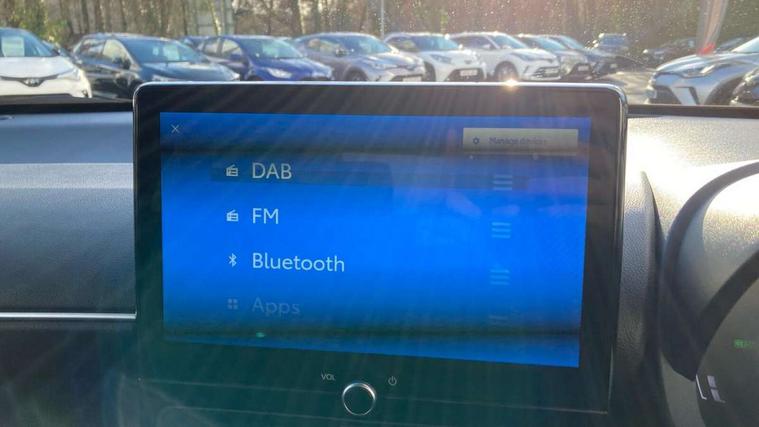 Manage devices
DAB
FM
Bluetooth
Apps
VOL